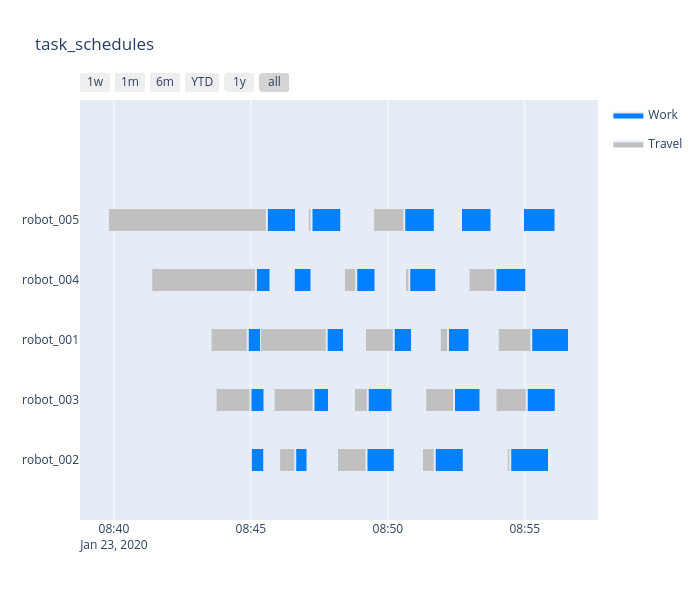 task_schedules
1w 1m 6m YTD 1y all
Work
Travel
robot_005
robot_004
robot_001
robot_003
robot_002
08:40 08:45 08:50 08:55
Jan 23, 2020